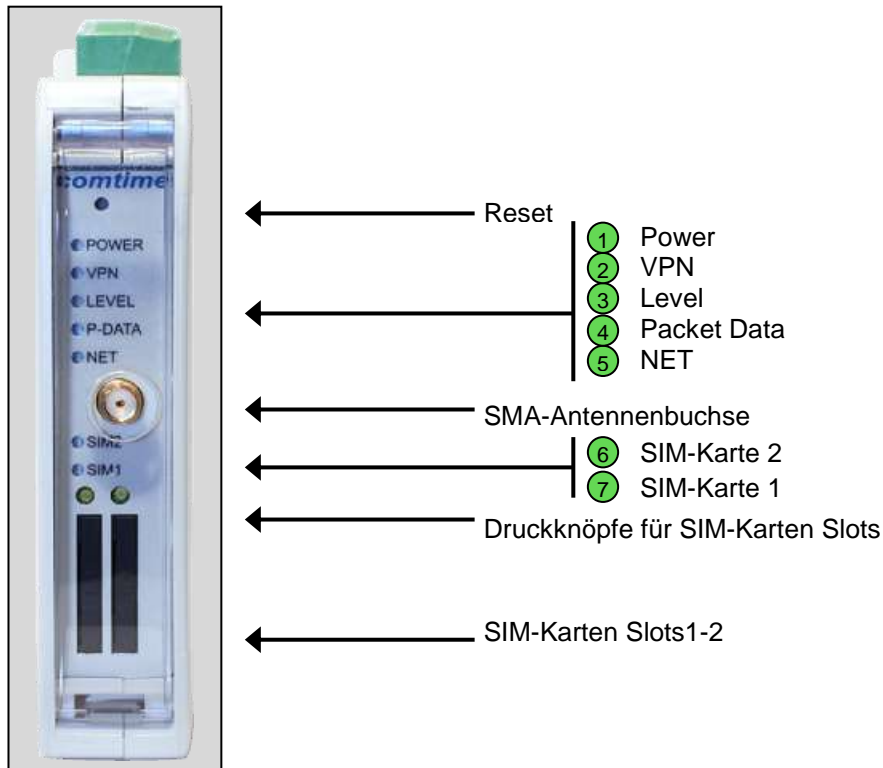 comtime
POWER
VPN
LEVEL
P-DATA
NET
SIM2
SIM1
Reset
1 Power
2 VPN
3 Level
4 Packet Data
5 NET
SMA-Antennenbuchse
6 SIM-Karte 2
7 SIM-Karte 1
Druckknöpfe für SIM-Karten Slots
SIM-Karten Slots1-2